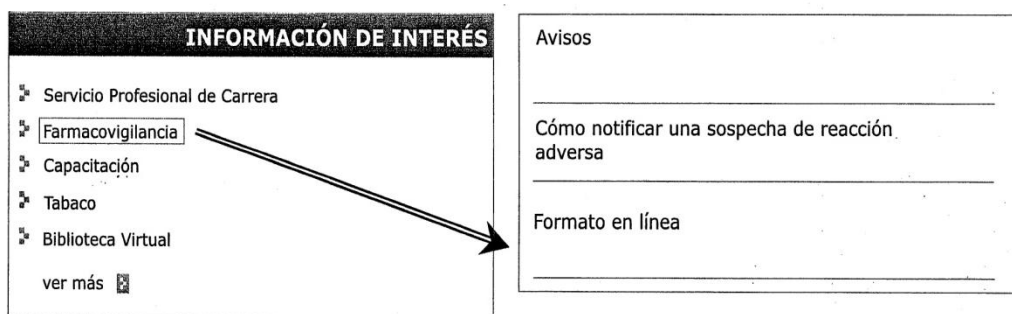 INFORMACIÓN DE INTERÉS
Servicio Profesional de Carrera
Farmacovigilancia
Capacitación
Tabaco
Biblioteca Virtual
ver más
Avisos
Cómo notificar una sospecha de reacción
adversa
Formato en línea